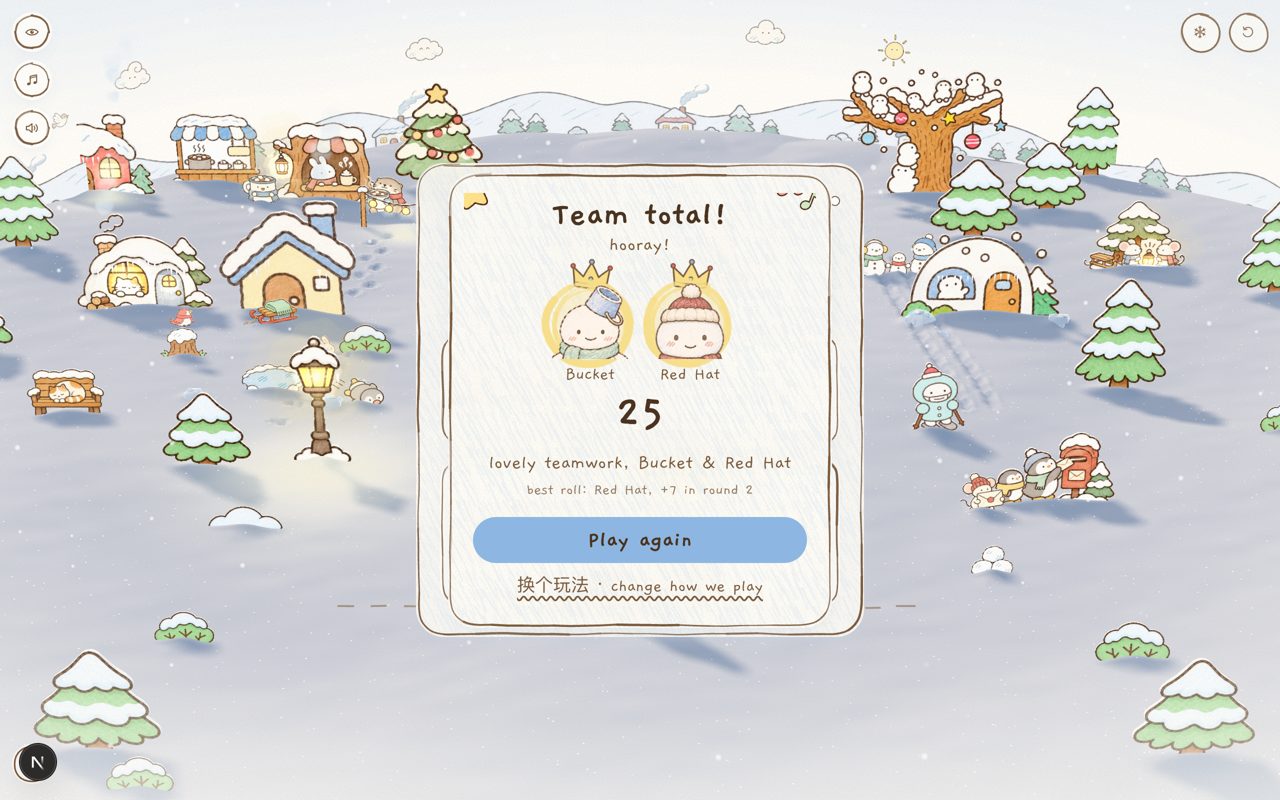 Team total!
hooray!
Bucket
Red Hat
25
lovely teamwork, Bucket & Red Hat
best roll: Red Hat, +7 in round 2
Play again
换个玩法 · change how we play
N